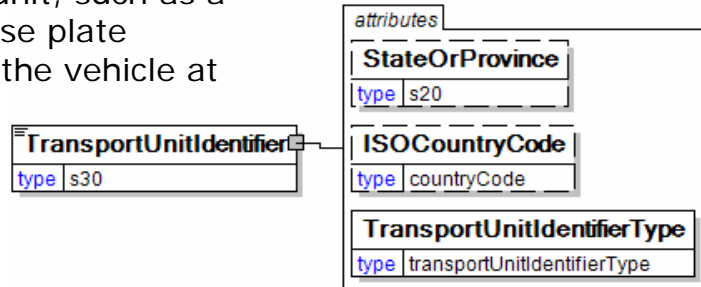 unit, such as a
se plate
the vehicle at
attributes
StateOrProvince
type s20
TransportUnitIdentifier
type s30
ISOCountryCode
type countryCode
TransportUnitIdentifierType
type transportUnitIdentifierType